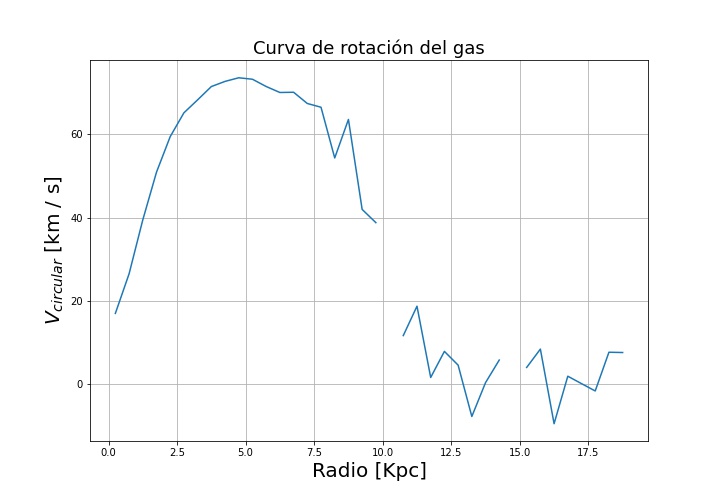 Curva de rotación del gas
V_circular [km / s]
60
40
20
0
0.0 2.5 5.0 7.5 10.0 12.5 15.0 17.5
Radio [Kpc]